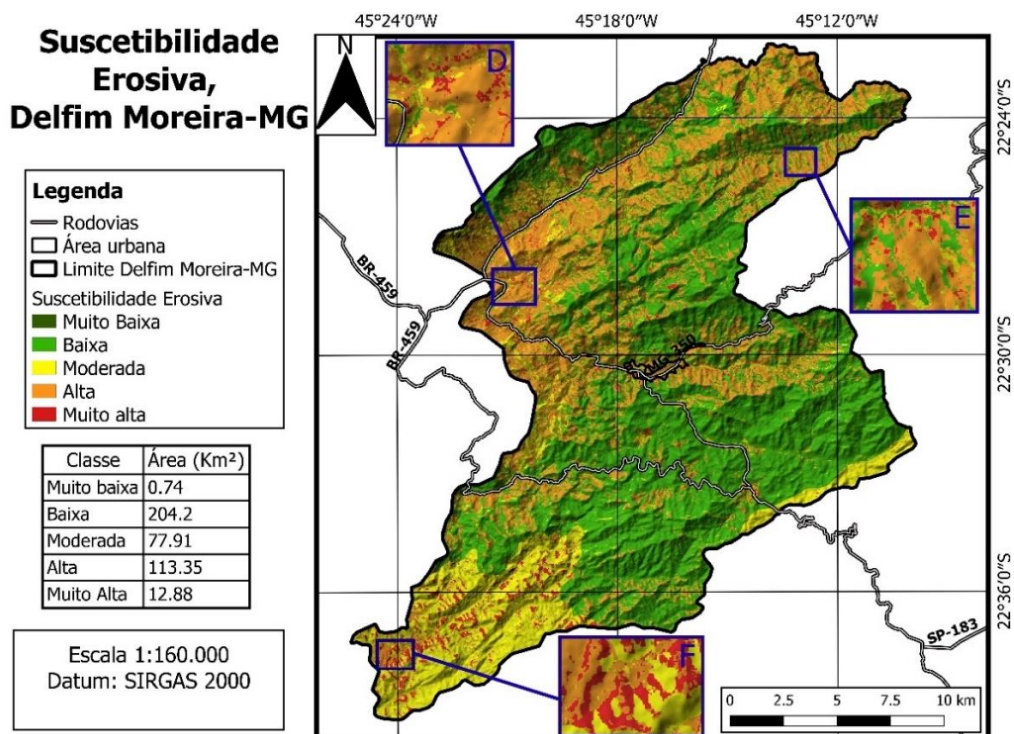 Suscetibilidade
Erosiva,
Delfim Moreira-MG
Legenda
Rodovias
Área urbana
Limite Delfim Moreira-MG
Suscetibilidade Erosiva
Muito Baixa
Baixa
Moderada
Alta
Muito alta
Classe Área (Km²)
Muito baixa 0.74
Baixa 204.2
Moderada 77.91
Alta 113.35
Muito Alta 12.88
Escala 1:160.000
Datum: SIRGAS 2000
45°24'0"W 45°18'0"W 45°12'0"W
N
D
22°24'0"S
E
BR-459
BR-459
22°30'0"S
22°36'0"S
F
SP-183
0 2.5 5 7.5 10 km